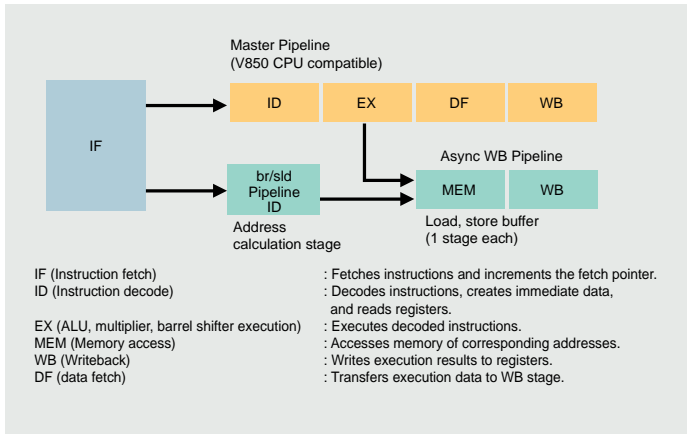 Master Pipeline
(V850 CPU compatible)
IF
ID
EX
DF
WB
br/sld
Pipeline
ID
Address
calculation stage
Async WB Pipeline
MEM
WB
Load, store buffer
(1 stage each)
IF (Instruction fetch) : Fetches instructions and increments the fetch pointer.
ID (Instruction decode) : Decodes instructions, creates immediate data,
and reads registers.
EX (ALU, multiplier, barrel shifter execution) : Executes decoded instructions.
MEM (Memory access) : Accesses memory of corresponding addresses.
WB (Writeback) : Writes execution results to registers.
DF (data fetch) : Transfers execution data to WB stage.